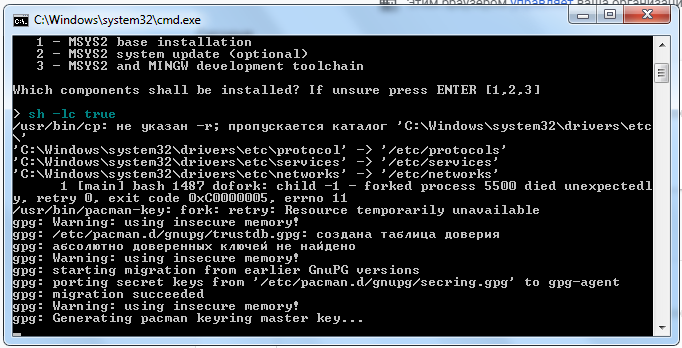 Этим браузером управляет ваша организаци
C:\Windows\system32\cmd.exe
1 - MSYS2 base installation
2 - MSYS2 system update (optional)
3 - MSYS2 and MINGW development toolchain
Which components shall be installed? If unsure press ENTER [1,2,3]
> sh -lc true
/usr/bin/cp: не указан -r; пропускается каталог 'C:\Windows\system32\drivers\etc
\'
'C:\Windows\system32\drivers\etc\protocol' -> '/etc/protocols'
'C:\Windows\system32\drivers\etc\services' -> '/etc/services'
'C:\Windows\system32\drivers\etc\networks' -> '/etc/networks'
1 [main] bash 1487 dofork: child -1 - forked process 5500 died unexpectedl
y, retry 0, exit code 0xC0000005, errno 11
/usr/bin/pacman-key: fork: retry: Resource temporarily unavailable
gpg: Warning: using insecure memory!
gpg: /etc/pacman.d/gnupg/trustdb.gpg: создана таблица доверия
gpg: абсолютно доверенных ключей не найдено
gpg: Warning: using insecure memory!
gpg: starting migration from earlier GnuPG versions
gpg: porting secret keys from '/etc/pacman.d/gnupg/secring.gpg' to gpg-agent
gpg: migration succeeded
gpg: Warning: using insecure memory!
gpg: Generating pacman keyring master key...